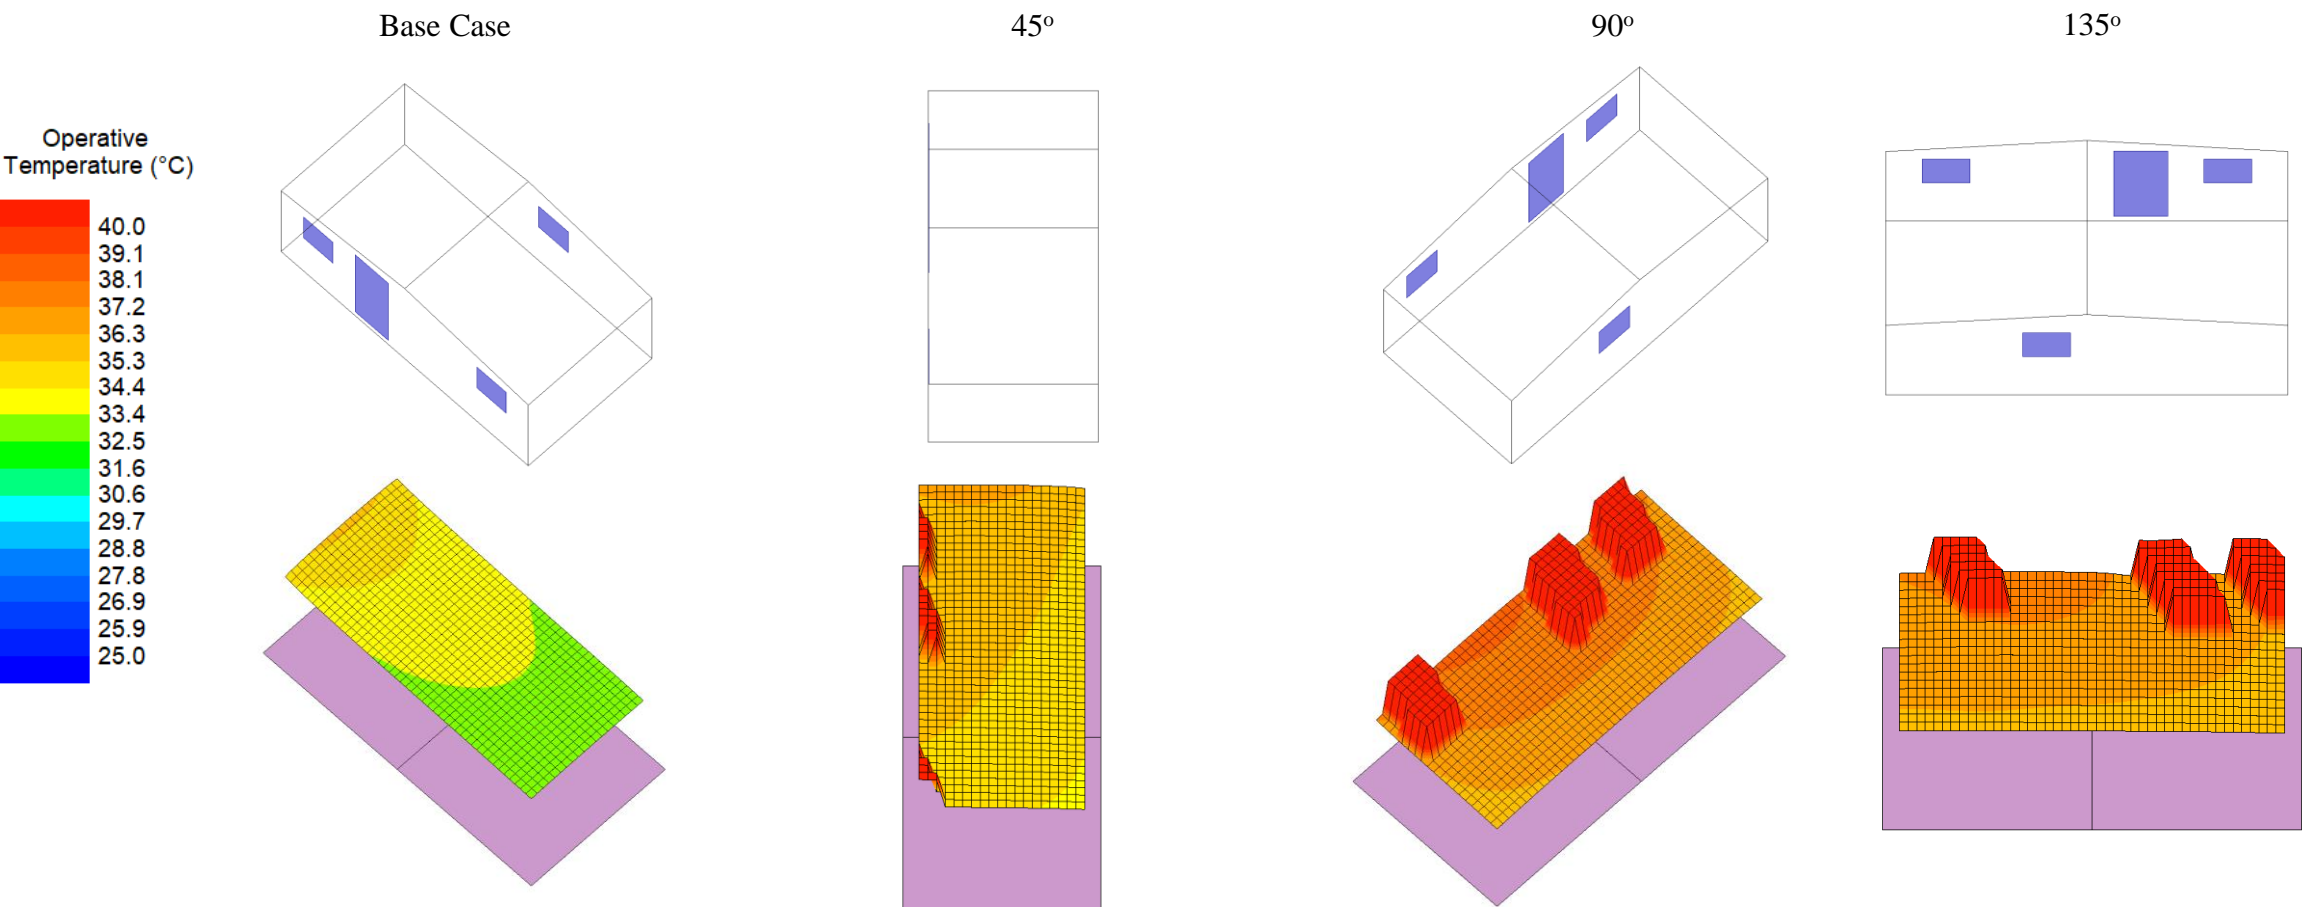 Base Case
45º
90º
135º
Operative
Temperature (°C)
40.0
39.1
38.1
37.2
36.3
35.3
34.4
33.4
32.5
31.6
30.6
29.7
28.8
27.8
26.9
25.9
25.0